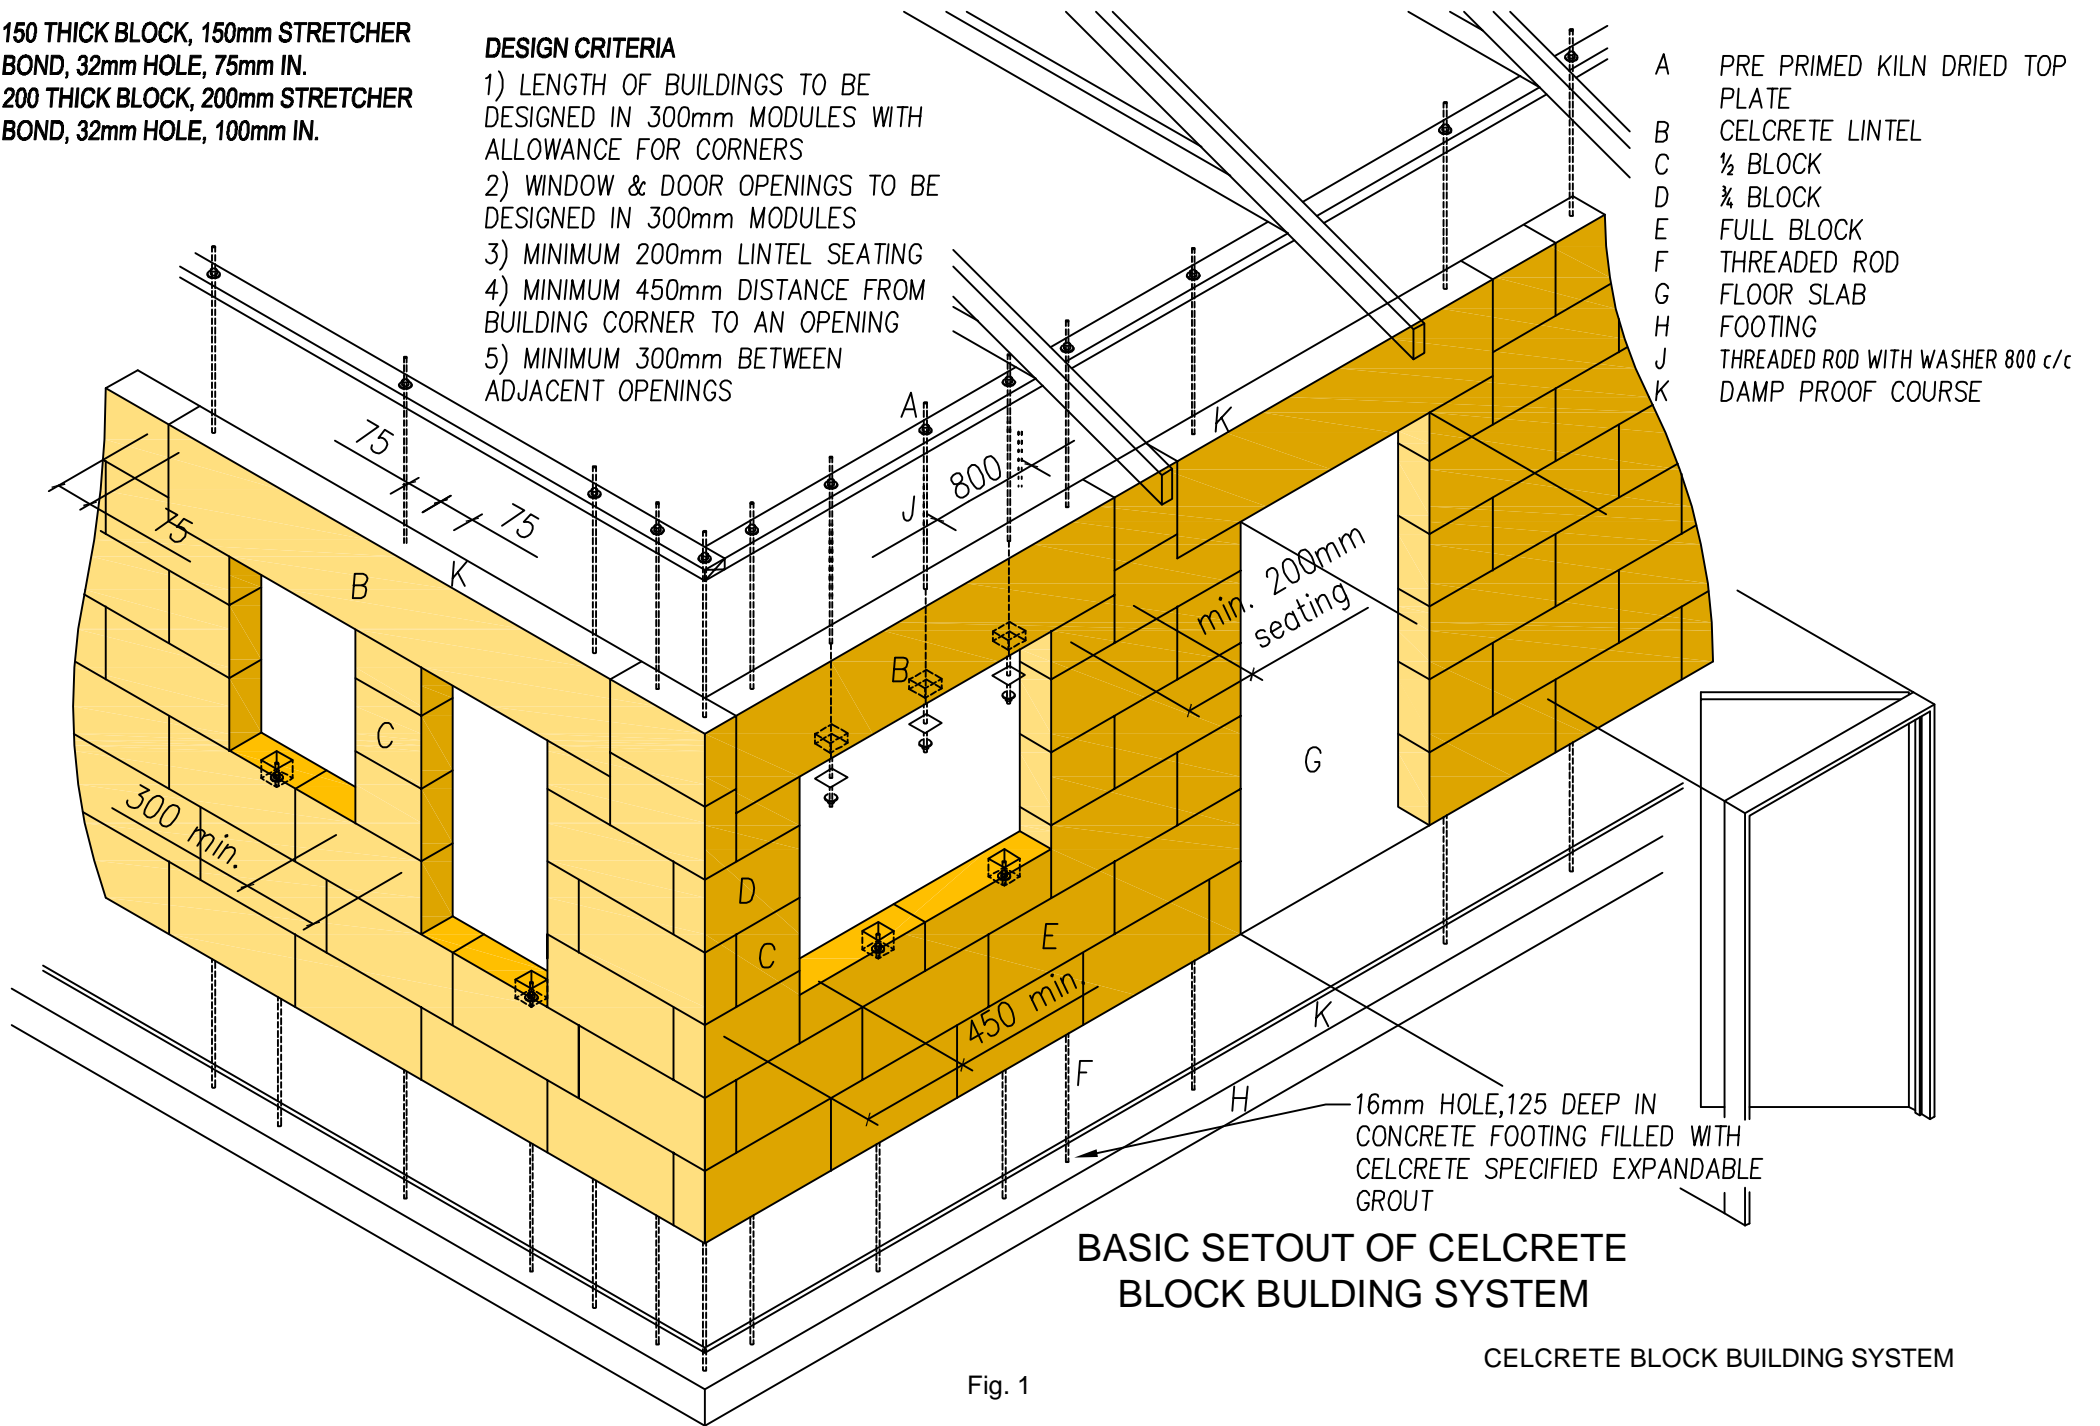 150 THICK BLOCK, 150mm STRETCHER
BOND, 32mm HOLE, 75mm IN.
200 THICK BLOCK, 200mm STRETCHER
BOND, 32mm HOLE, 100mm IN.
DESIGN CRITERIA
1) LENGTH OF BUILDINGS TO BE
DESIGNED IN 300mm MODULES WITH
ALLOWANCE FOR CORNERS
2) WINDOW & DOOR OPENINGS TO BE
DESIGNED IN 300mm MODULES
3) MINIMUM 200mm LINTEL SEATING
4) MINIMUM 450mm DISTANCE FROM
BUILDING CORNER TO AN OPENING
5) MINIMUM 300mm BETWEEN
ADJACENT OPENINGS
A PRE PRIMED KILN DRIED TOP
PLATE
B CELCRETE LINTEL
C ½ BLOCK
D ¾ BLOCK
E FULL BLOCK
F THREADED ROD
G FLOOR SLAB
H FOOTING
J THREADED ROD WITH WASHER 800 c/c
K DAMP PROOF COURSE
A
K
75
75
800
J
75
B
K
min. 200mm
seating
B
C
G
300 min.
D
C
E
450 min.
K
F
H
16mm HOLE,125 DEEP IN
CONCRETE FOOTING FILLED WITH
CELCRETE SPECIFIED EXPANDABLE
GROUT
BASIC SETOUT OF CELCRETE
BLOCK BULDING SYSTEM
CELCRETE BLOCK BUILDING SYSTEM
Fig. 1